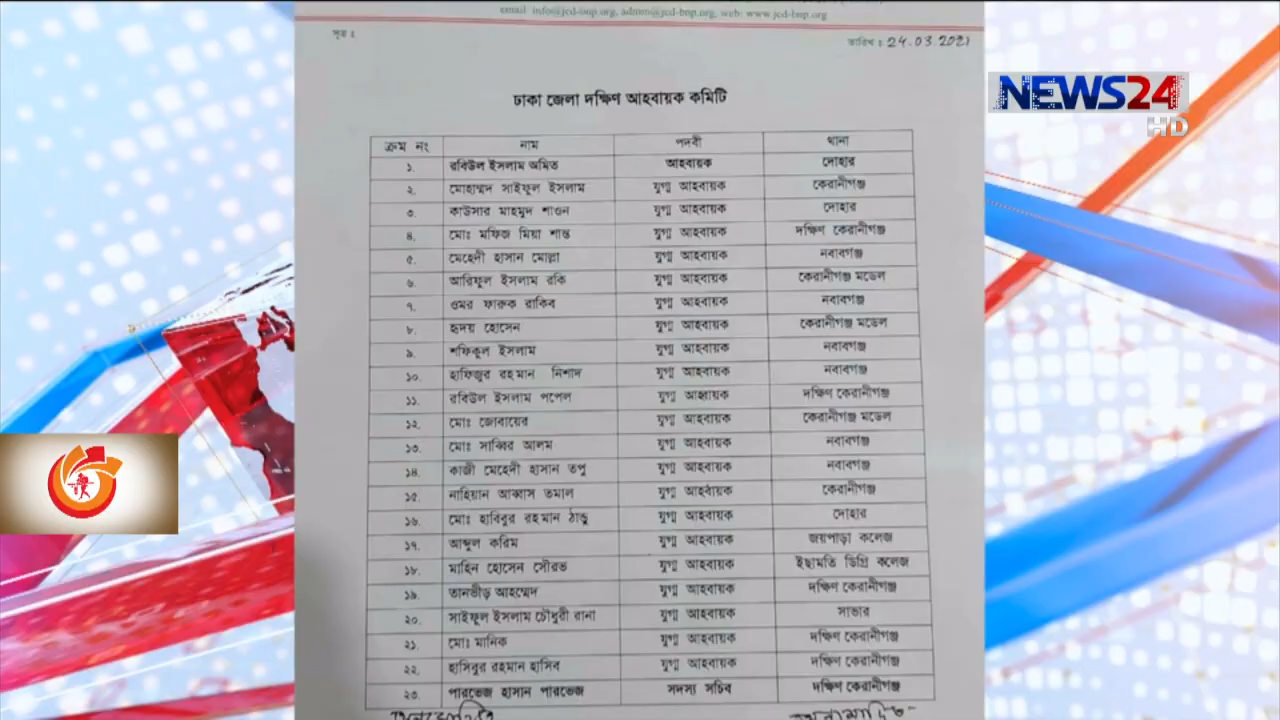 email info@jcd-bnp.org, admin@jcd-bnp.org, web: www.jcd-bnp.org
সূত্র ঃ
তারিখ ঃ 24.03.2021
NEWS24
HD
ঢাকা জেলা দক্ষিণ আহবায়ক কমিটি
ক্রম নং নাম পদবী থানা
১. রবিউল ইসলাম অমিত আহবায়ক দোহার
২. মোহাম্মদ সাইফুল ইসলাম যুগ্ম আহবায়ক কেরানীগঞ্জ
৩. কাউসার মাহমুদ শাওন যুগ্ম আহবায়ক দোহার
৪. মোঃ মফিজ মিয়া শান্ত যুগ্ম আহবায়ক দক্ষিণ কেরানীগঞ্জ
৫. মেহেদী হাসান মোল্লা যুগ্ম আহবায়ক নবাবগঞ্জ
৬. আরিফুল ইসলাম রকি যুগ্ম আহবায়ক কেরানীগঞ্জ মডেল
৭. ওমর ফারুক রাকিব যুগ্ম আহবায়ক নবাবগঞ্জ
৮. হৃদয় হোসেন যুগ্ম আহবায়ক কেরানীগঞ্জ মডেল
৯. শফিকুল ইসলাম যুগ্ম আহবায়ক নবাবগঞ্জ
১০. হাফিজুর রহমান নিশাদ যুগ্ম আহবায়ক নবাবগঞ্জ
১১. রবিউল ইসলাম পপেল যুগ্ম আহবায়ক দক্ষিণ কেরানীগঞ্জ
১২. মোঃ জোবায়ের যুগ্ম আহবায়ক কেরানীগঞ্জ মডেল
১৩. মোঃ সাব্বির আলম যুগ্ম আহবায়ক নবাবগঞ্জ
১৪. কাজী মেহেদী হাসান তপু যুগ্ম আহবায়ক নবাবগঞ্জ
১৫. নাহিয়ান আব্বাস তমাল যুগ্ম আহবায়ক কেরানীগঞ্জ
১৬. মোঃ হাবিবুর রহমান ঠান্ডু যুগ্ম আহবায়ক দোহার
১৭. আব্দুল করিম যুগ্ম আহবায়ক জয়পাড়া কলেজ
১৮. মাহিন হোসেন সৌরভ যুগ্ম আহবায়ক ইছামতি ডিগ্রি কলেজ
১৯. তানভীড় আহম্মেদ যুগ্ম আহবায়ক দক্ষিণ কেরানীগঞ্জ
২০. সাইফুল ইসলাম চৌধুরী রানা যুগ্ম আহবায়ক সাভার
২১. মোঃ মানিক যুগ্ম আহবায়ক দক্ষিণ কেরানীগঞ্জ
২২. হাসিবুর রহমান হাসিব যুগ্ম আহবায়ক দক্ষিণ কেরানীগঞ্জ
২৩. পারভেজ হাসান পারভেজ সদস্য সচিব দক্ষিণ কেরানীগঞ্জ